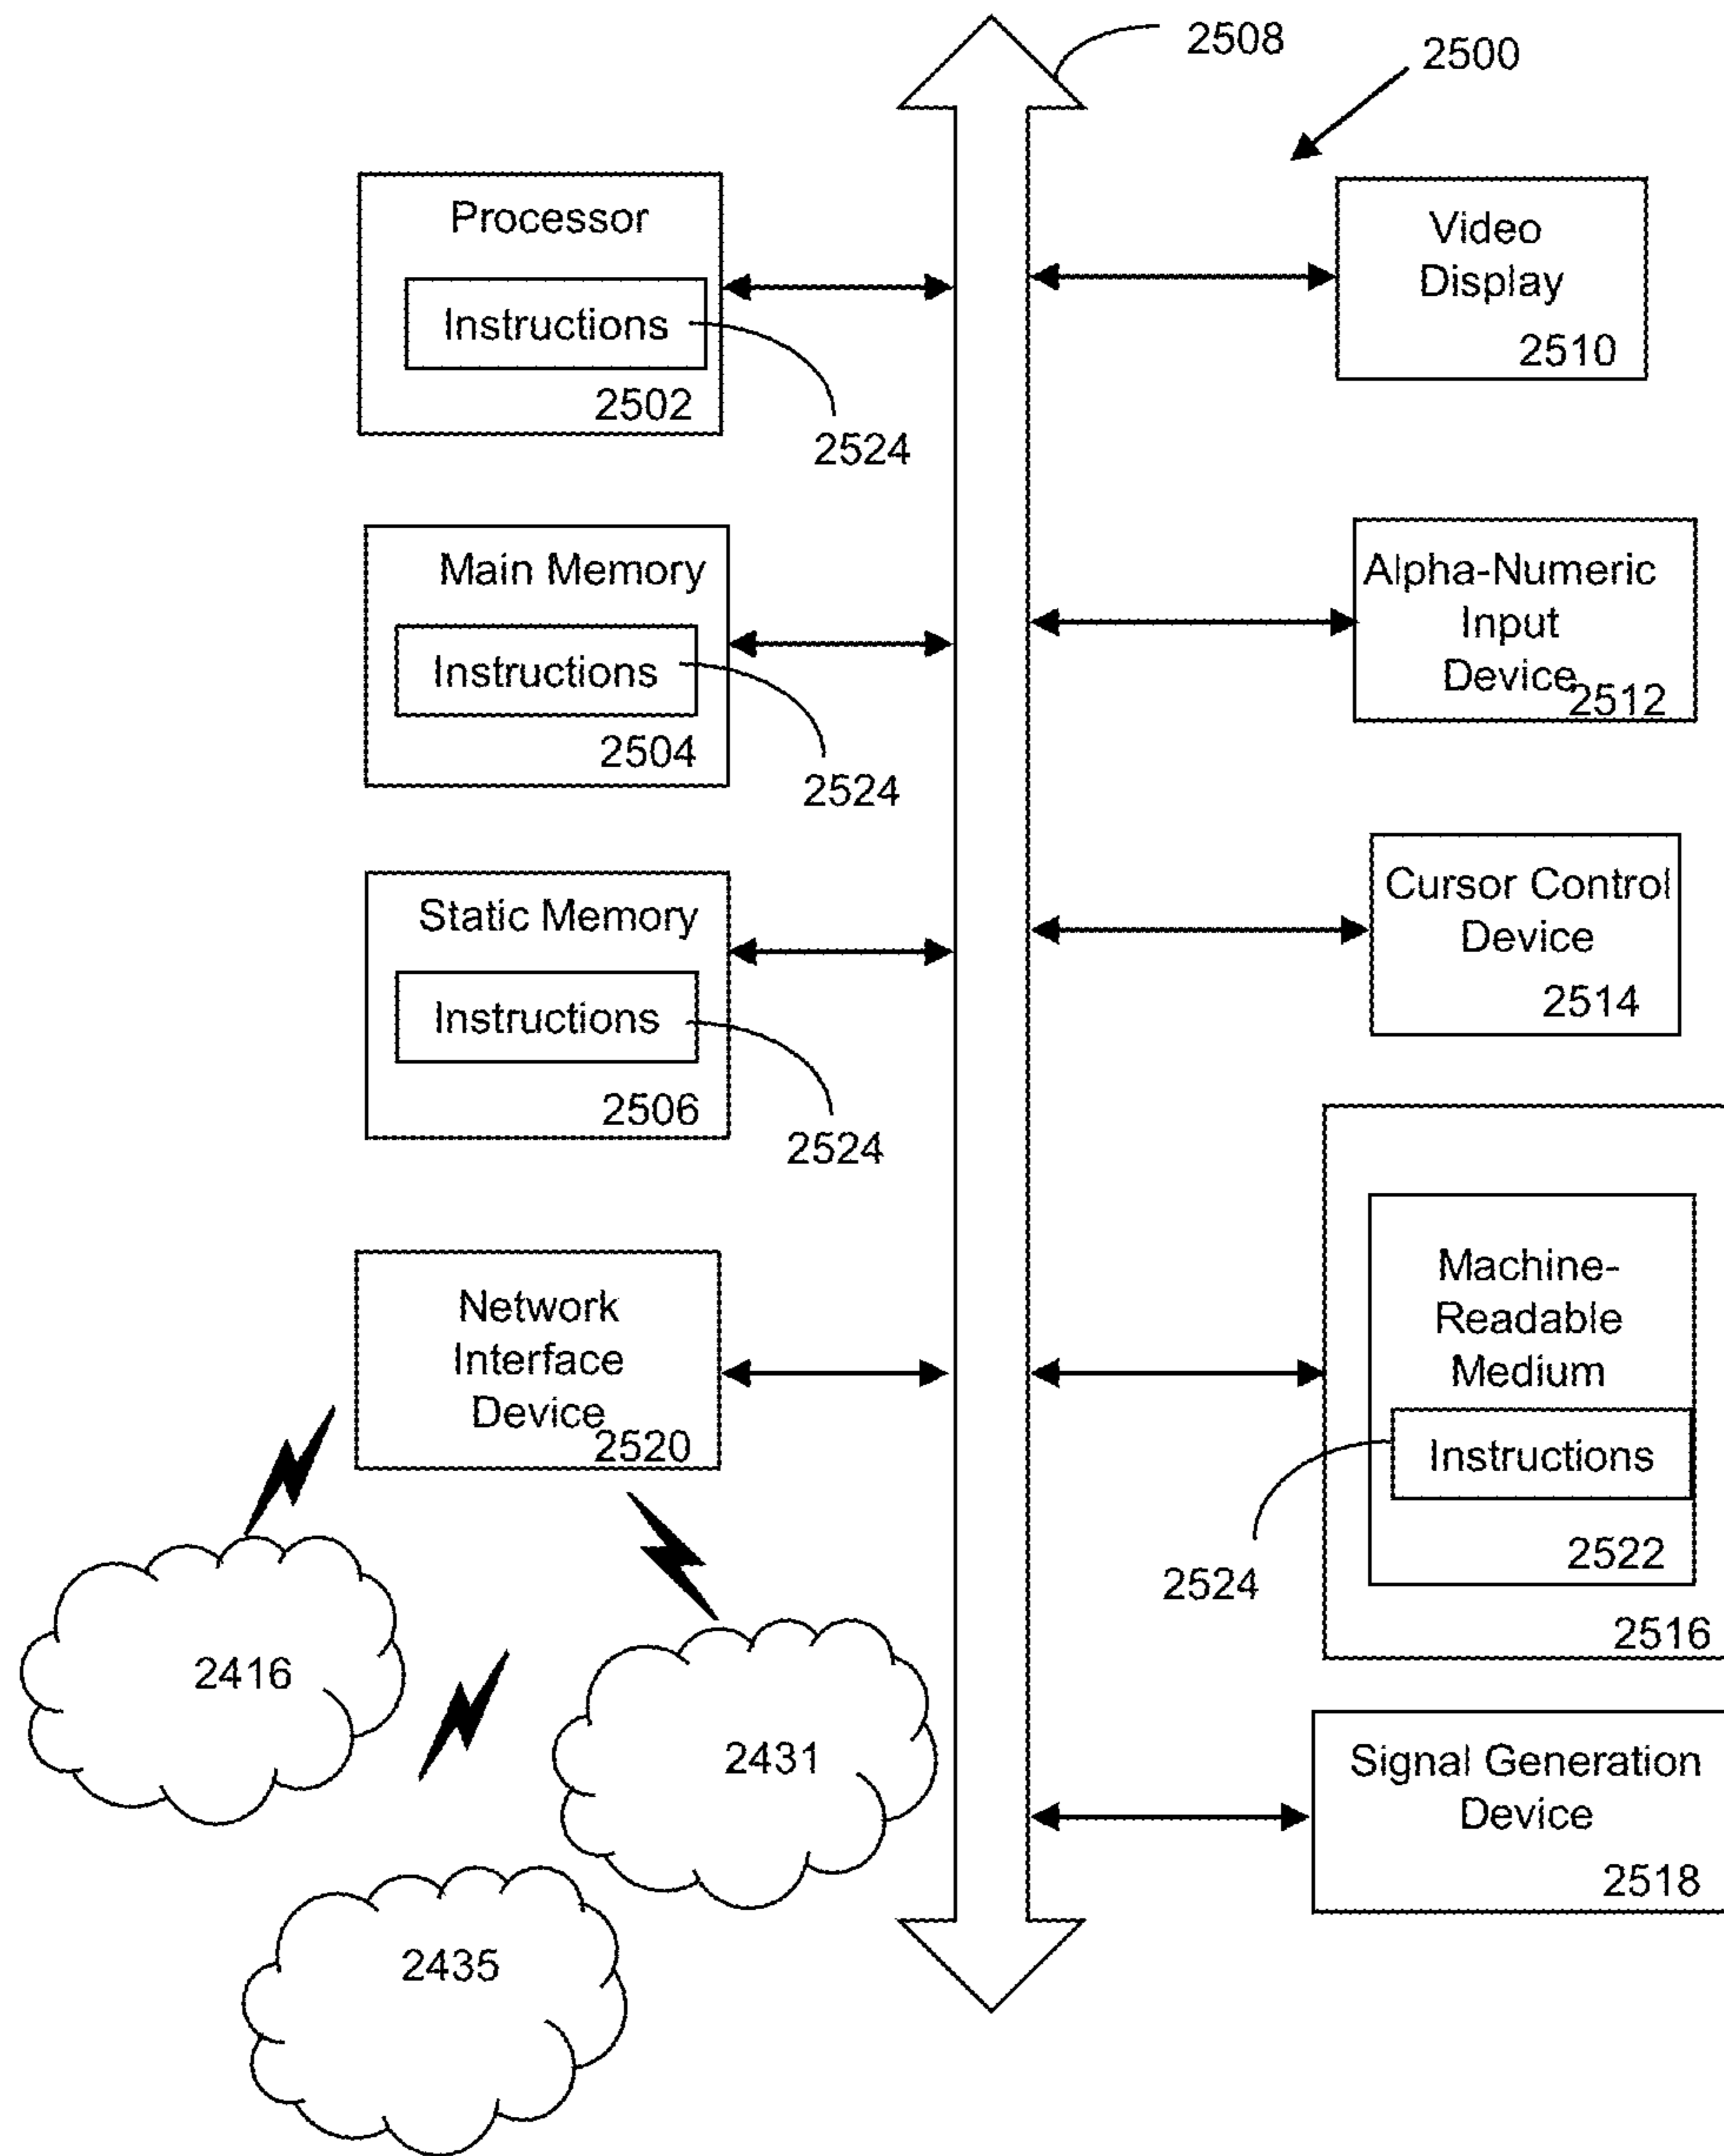 2508
2500
Processor
Instructions
2502
2524
Video
Display
2510
Main Memory
Instructions
2504
2524
Alpha-Numeric
Input
Device
2512
Static Memory
Instructions
2506
2524
Cursor Control
Device
2514
Network
Interface
Device
2520
Machine-
Readable
Medium
Instructions
2522
2524
2516
2416
2431
2435
Signal Generation
Device
2518